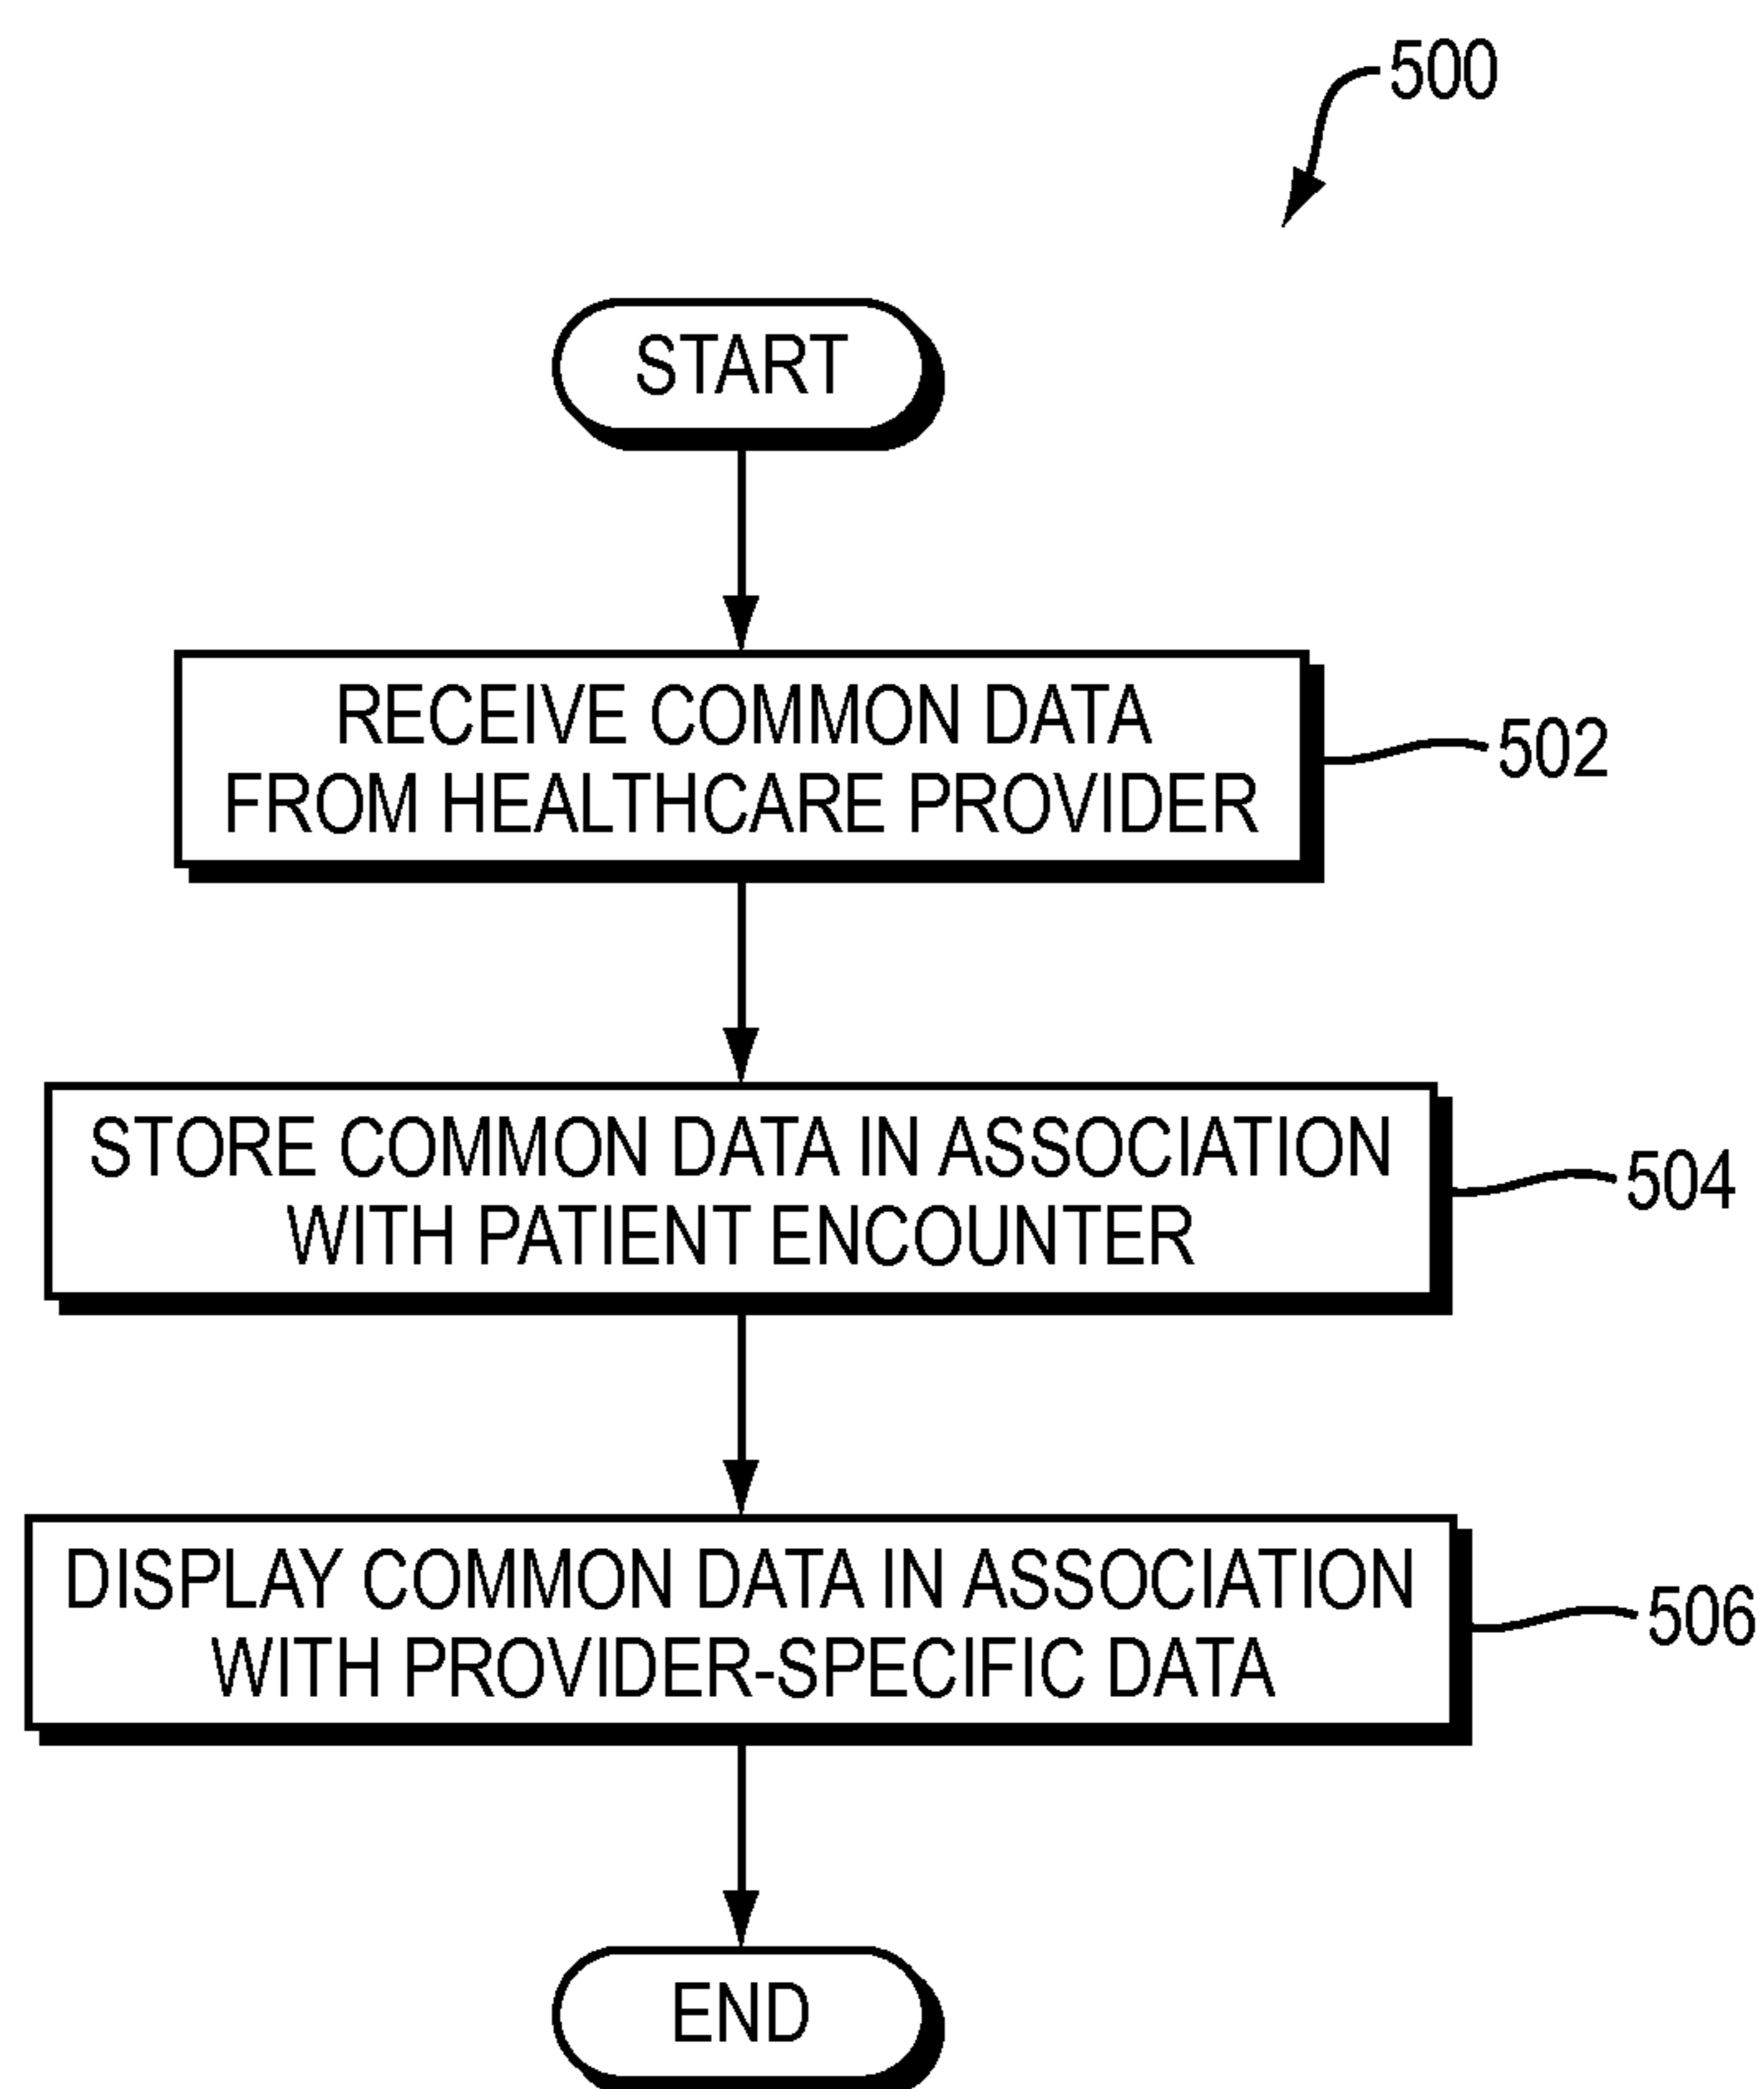 500
START
RECEIVE COMMON DATA
FROM HEALTHCARE PROVIDER
502
STORE COMMON DATA IN ASSOCIATION
WITH PATIENT ENCOUNTER
504
DISPLAY COMMON DATA IN ASSOCIATION
WITH PROVIDER-SPECIFIC DATA
506
END